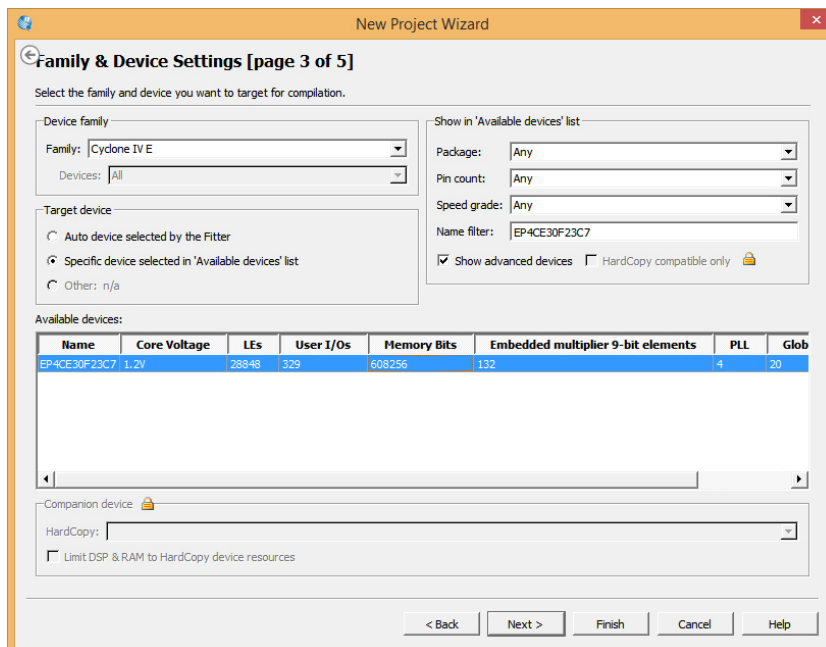 New Project Wizard
Family & Device Settings [page 3 of 5]
Select the family and device you want to target for compilation.
Device family
Family: Cyclone IV E
Devices: All
Target device
Auto device selected by the Fitter
Specific device selected in 'Available devices' list
Other: n/a
Show in 'Available devices' list
Package: Any
Pin count: Any
Speed grade: Any
Name filter: EP4CE30F23C7
Show advanced devices HardCopy compatible only
Available devices:
Name Core Voltage LEs User I/Os Memory Bits Embedded multiplier 9-bit elements PLL Glob
EP4CE30F23C7 1.2V 28848 329 608256 132 4 20
Companion device
HardCopy:
Limit DSP & RAM to HardCopy device resources
< Back Next > Finish Cancel Help